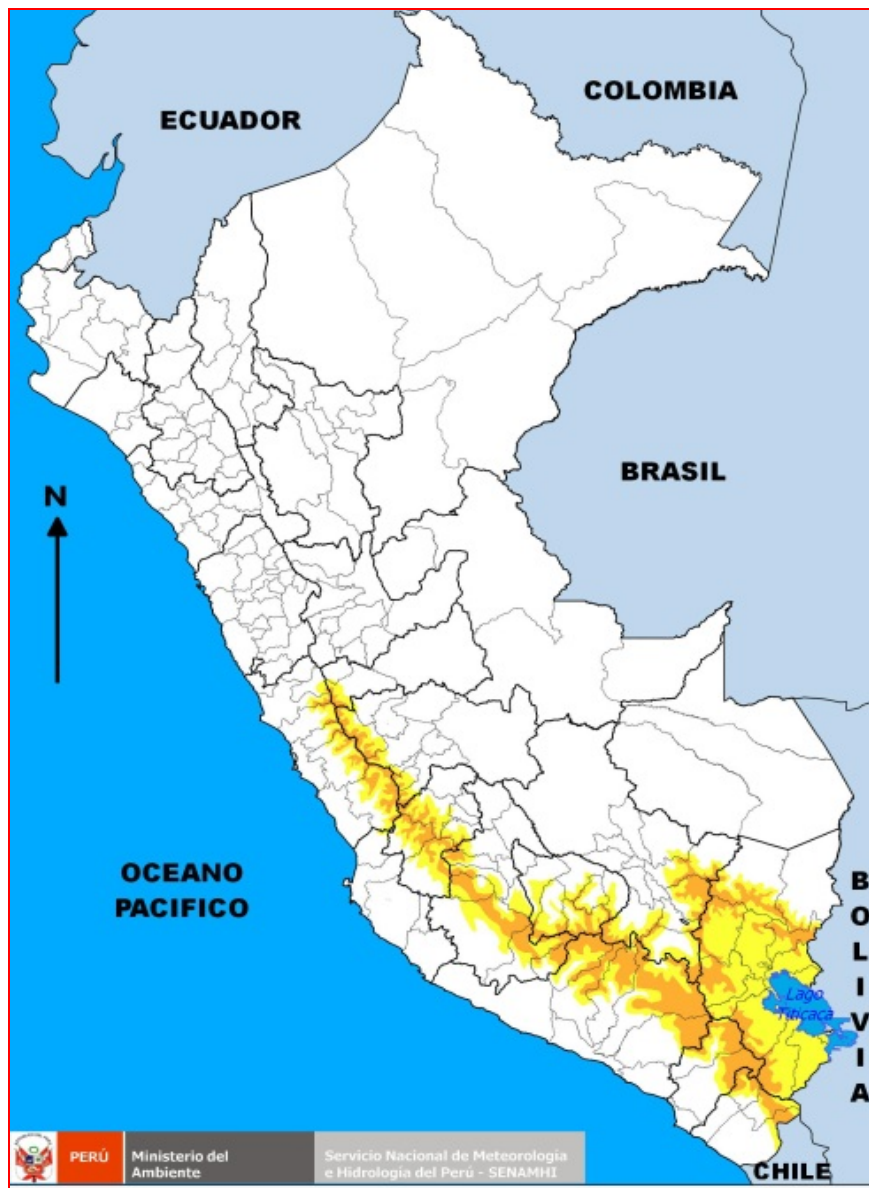 COLOMBIA
ECUADOR
BRASIL
N
OCEANO
PACIFICO
BOLIVIA
Lago
Titicaca
CHILE
PERÚ
Ministerio del
Ambiente
Servicio Nacional de Meteorología
e Hidrología del Perú - SENAMHI